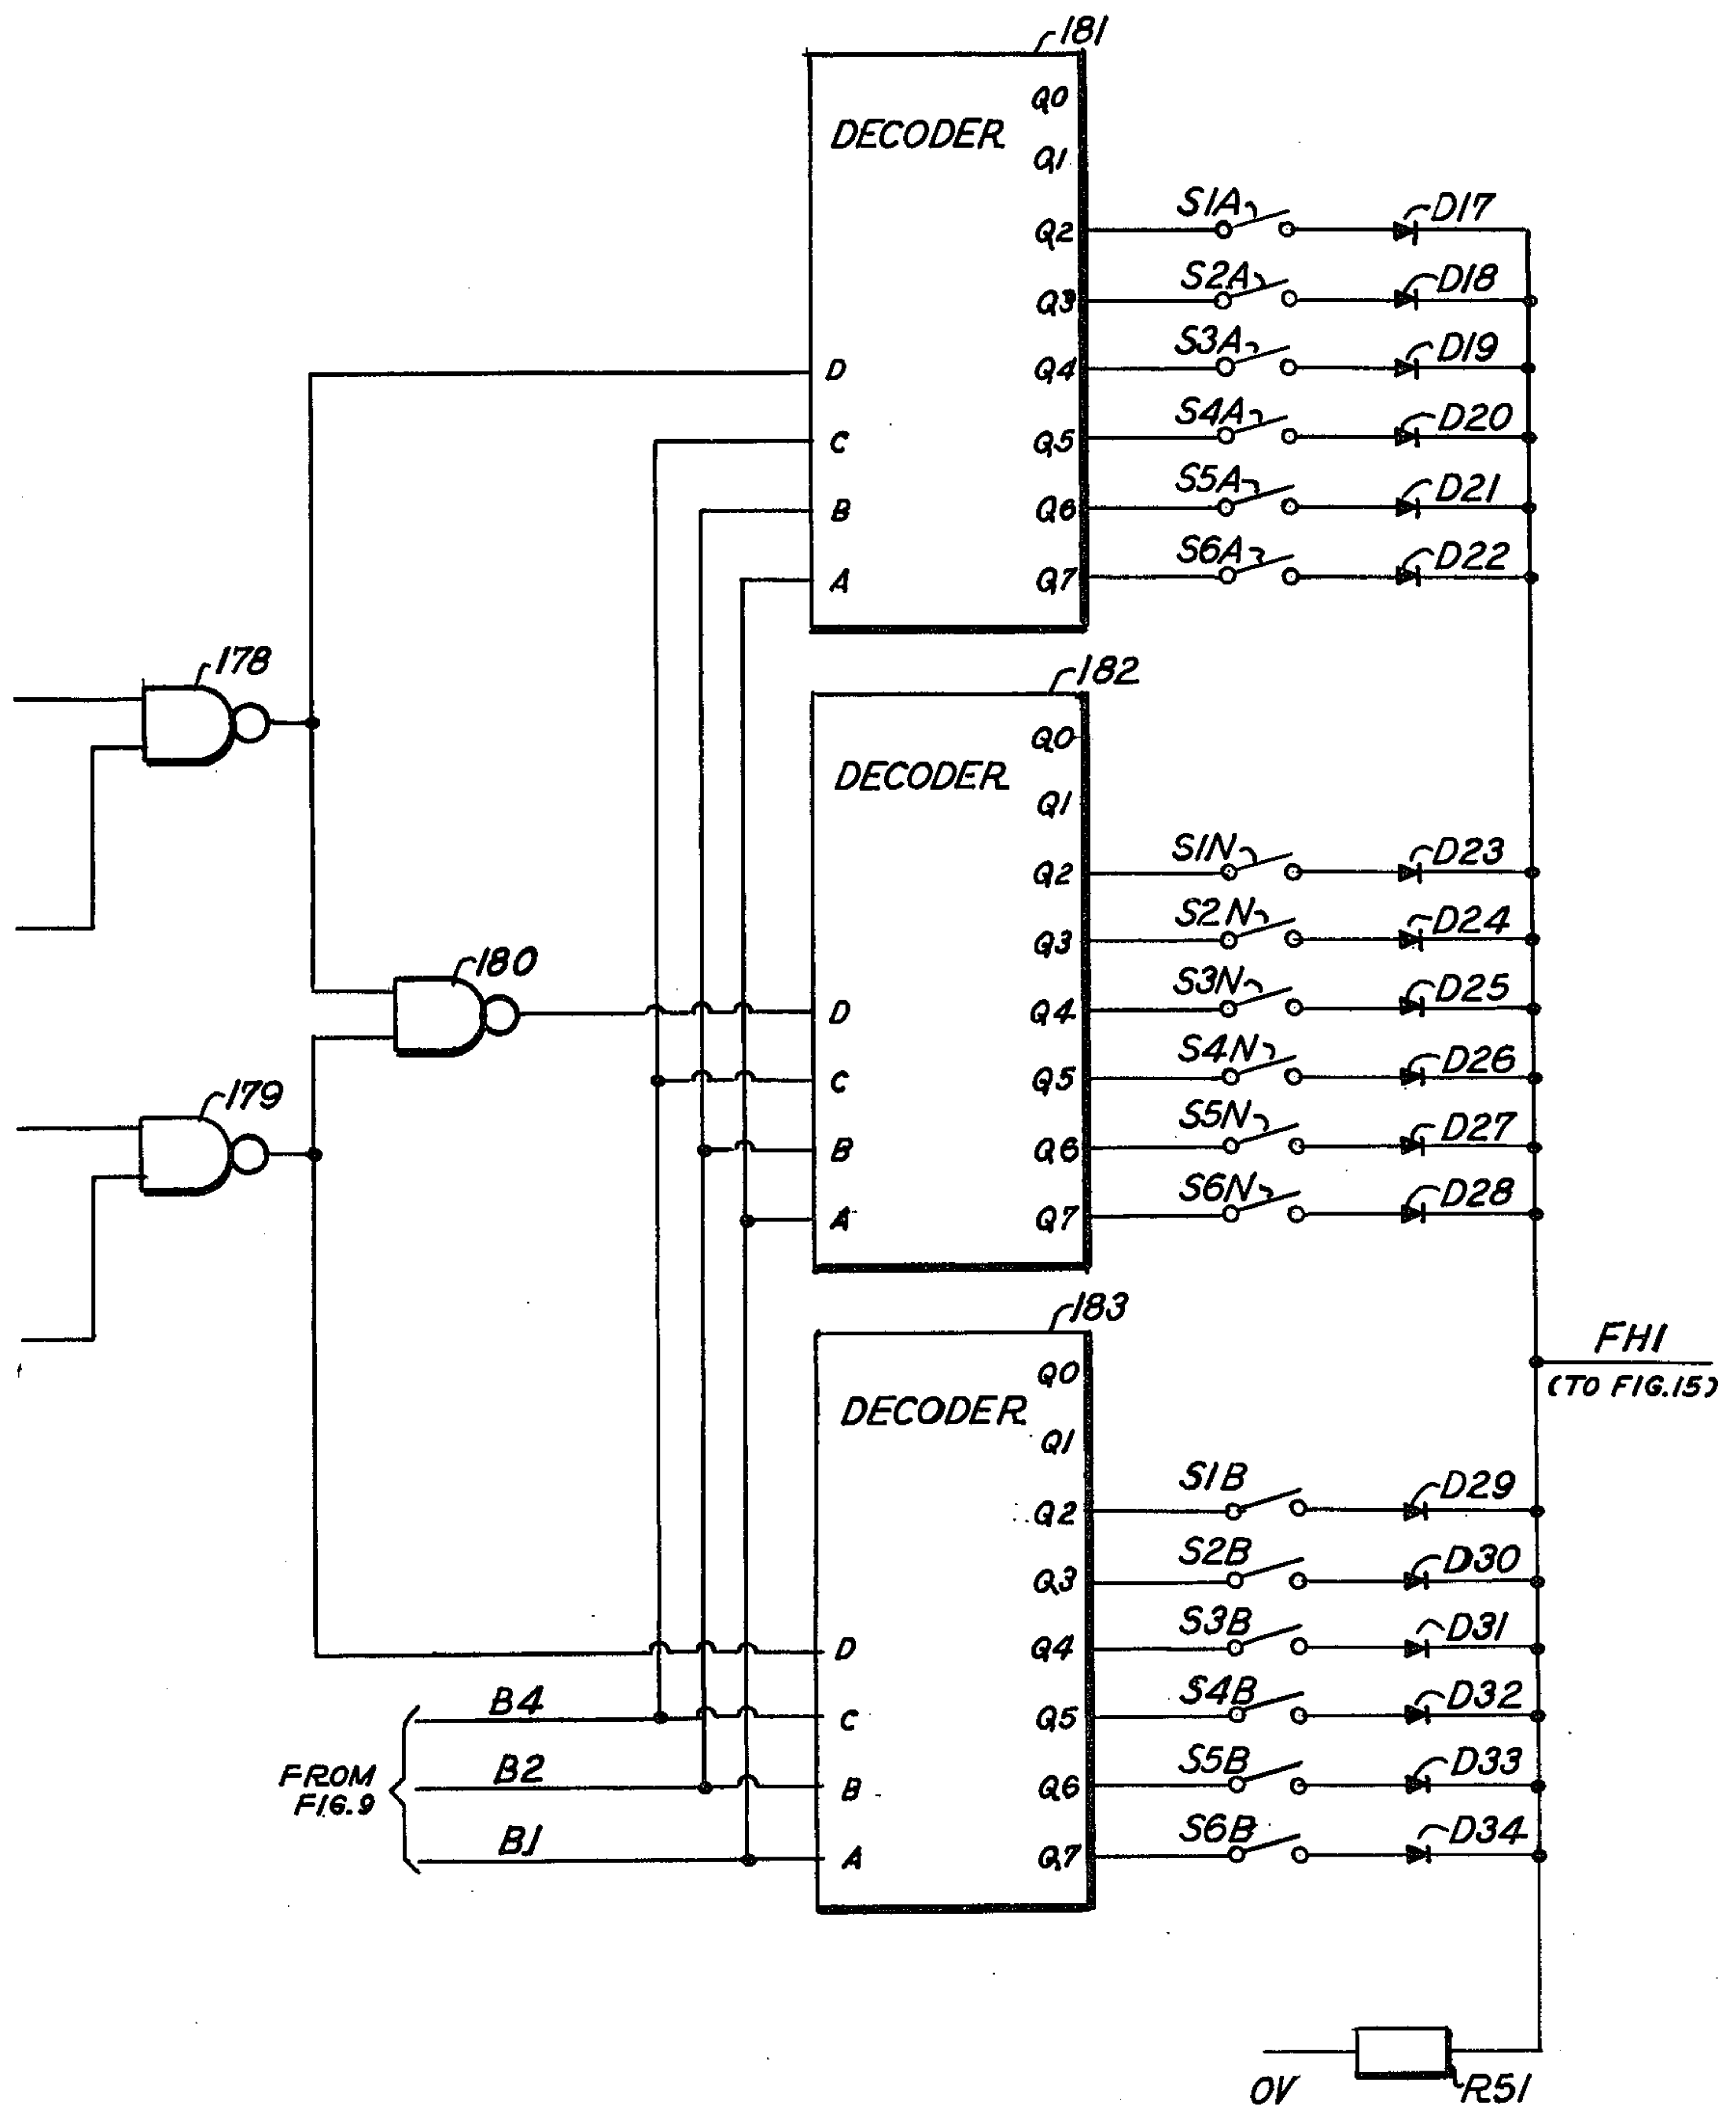 181
DECODER
Q0
Q1
Q2
Q3
Q4
Q5
Q6
Q7
D
C
B
A
S1A
S2A
S3A
S4A
S5A
S6A
D17
D18
D19
D20
D21
D22
178
180
179
182
DECODER
Q0
Q1
Q2
Q3
Q4
Q5
Q6
Q7
D
C
B
A
S1N
S2N
S3N
S4N
S5N
S6N
D23
D24
D25
D26
D27
D28
183
DECODER
Q0
Q1
Q2
Q3
Q4
Q5
Q6
Q7
D
C
B
A
S1B
S2B
S3B
S4B
S5B
S6B
D29
D30
D31
D32
D33
D34
FH1
(TO FIG.15)
FROM
FIG.9
B4
B2
B1
0V
R51